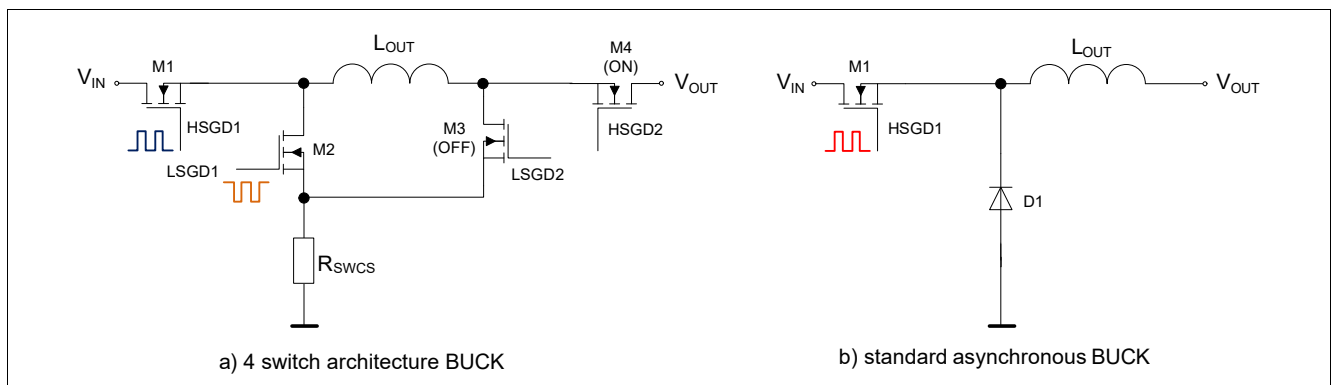 LOUT
M4
(ON)
VIN
M1
VOUT
HSGD1
HSGD2
M3
(OFF)
M2
LSGD1
LSGD2
RSWCS
a) 4 switch architecture BUCK
LOUT
VIN
M1
VOUT
HSGD1
D1
b) standard asynchronous BUCK